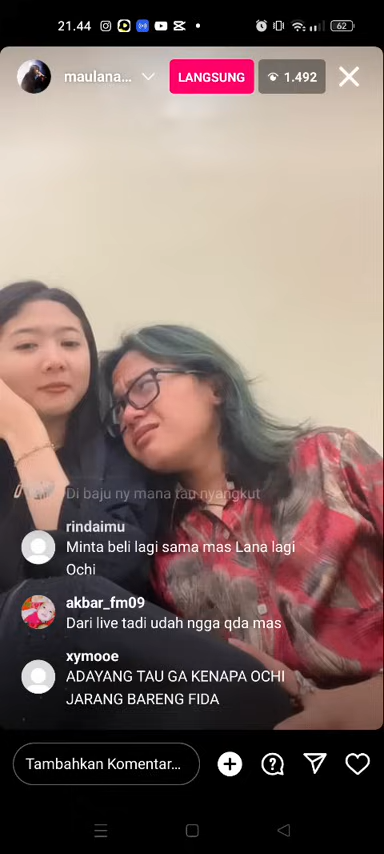 21.44
62
maulana...
LANGSUNG
1.492
Di baju ny mana tau nyangkut
rindaimu
Minta beli lagi sama mas Lana lagi
Ochi
akbar_fm09
Dari live tadi udah ngga qda mas
xymooe
ADAYANG TAU GA KENAPA OCHI
JARANG BARENG FIDA
Tambahkan Komentar...